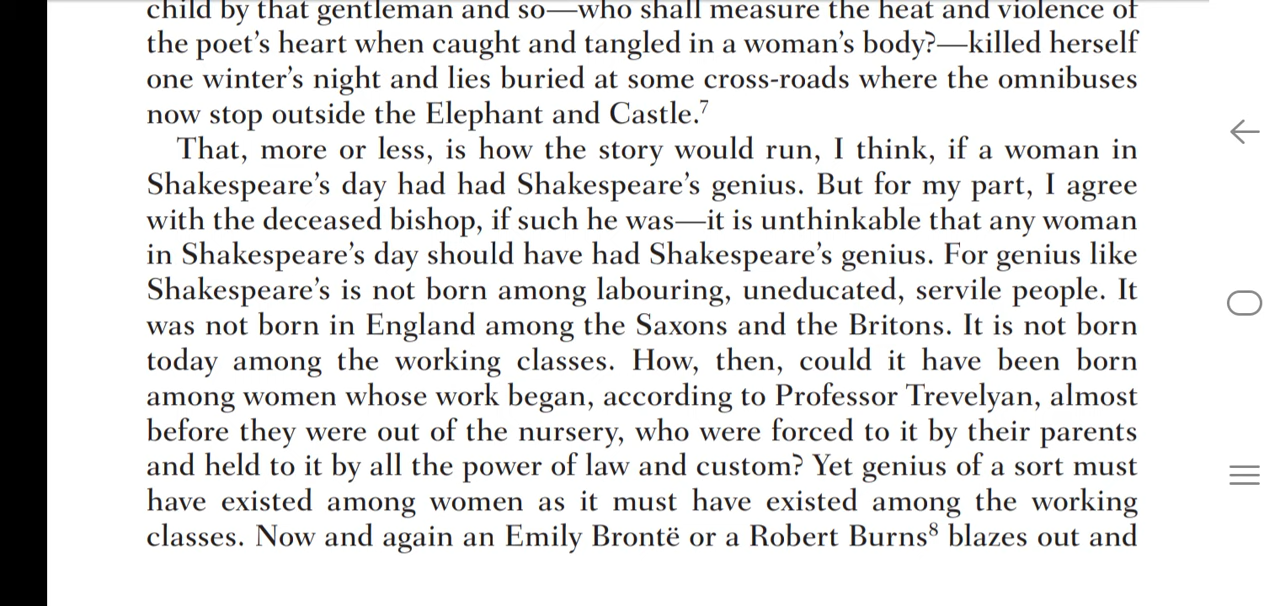 child by that gentleman and so—who shall measure the heat and violence of
the poet’s heart when caught and tangled in a woman’s body?—killed herself
one winter’s night and lies buried at some cross-roads where the omnibuses
now stop outside the Elephant and Castle.⁷
That, more or less, is how the story would run, I think, if a woman in
Shakespeare’s day had had Shakespeare’s genius. But for my part, I agree
with the deceased bishop, if such he was—it is unthinkable that any woman
in Shakespeare’s day should have had Shakespeare’s genius. For genius like
Shakespeare’s is not born among labouring, uneducated, servile people. It
was not born in England among the Saxons and the Britons. It is not born
today among the working classes. How, then, could it have been born
among women whose work began, according to Professor Trevelyan, almost
before they were out of the nursery, who were forced to it by their parents
and held to it by all the power of law and custom? Yet genius of a sort must
have existed among women as it must have existed among the working
classes. Now and again an Emily Brontë or a Robert Burns⁸ blazes out and